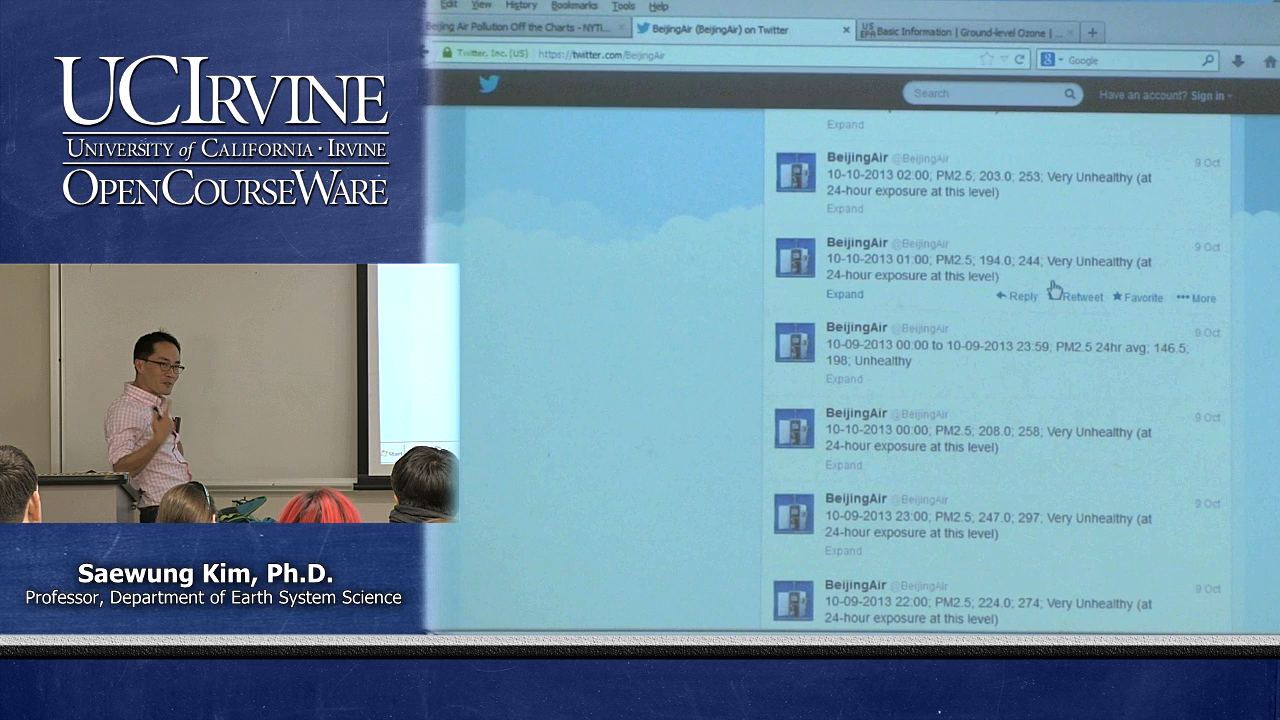 UCIRVINE
UNIVERSITY of CALIFORNIA · IRVINE
OPENCOURSEWARE
Saewung Kim, Ph.D.
Professor, Department of Earth System Science
Edit View History Bookmarks Tools Help
Beijing Air Pollution Off the Charts - NYTi...
BeijingAir (BeijingAir) on Twitter
US EPA Basic Information | Ground-level Ozone | ...
Twitter, Inc. (US) https://twitter.com/BeijingAir
Google
Search
Have an account? Sign in
Expand
BeijingAir @BeijingAir 9 Oct
10-10-2013 02:00; PM2.5; 203.0; 253; Very Unhealthy (at
24-hour exposure at this level)
Expand
BeijingAir @BeijingAir 9 Oct
10-10-2013 01:00; PM2.5; 194.0; 244; Very Unhealthy (at
24-hour exposure at this level)
Expand Reply Retweet Favorite More
BeijingAir @BeijingAir 9 Oct
10-09-2013 00:00 to 10-09-2013 23:59; PM2.5 24hr avg; 146.5;
198; Unhealthy
Expand
BeijingAir @BeijingAir 9 Oct
10-10-2013 00:00; PM2.5; 208.0; 258; Very Unhealthy (at
24-hour exposure at this level)
Expand
BeijingAir @BeijingAir 9 Oct
10-09-2013 23:00; PM2.5; 247.0; 297; Very Unhealthy (at
24-hour exposure at this level)
Expand
BeijingAir @BeijingAir 9 Oct
10-09-2013 22:00; PM2.5; 224.0; 274; Very Unhealthy (at
24-hour exposure at this level)
Start